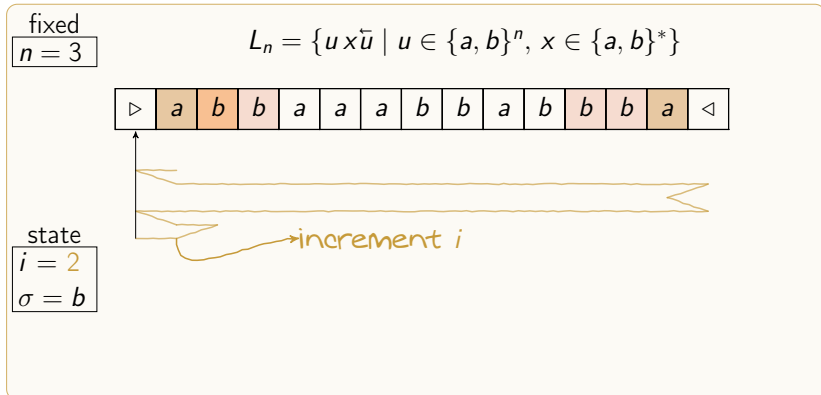 fixed
n = 3
L_n = {u x ↼u | u ∈ {a, b}^n, x ∈ {a, b}*}
▷ a b b a a a b b a b b b a ◁
increment i
state
i = 2
σ = b